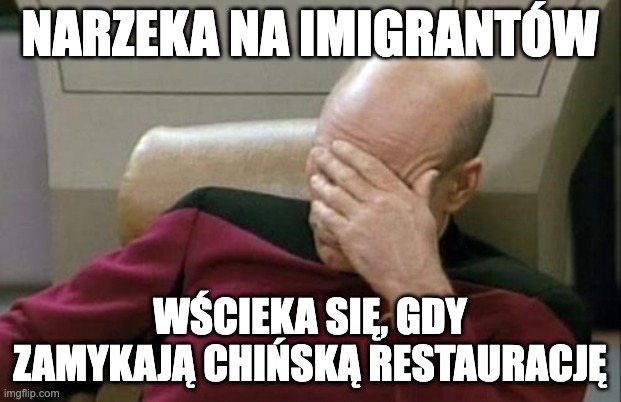 NARZEKA NA IMIGRANTÓW
WŚCIEKA SIĘ, GDY
ZAMYKAJĄ CHIŃSKĄ RESTAURACJĘ
imgflip.com